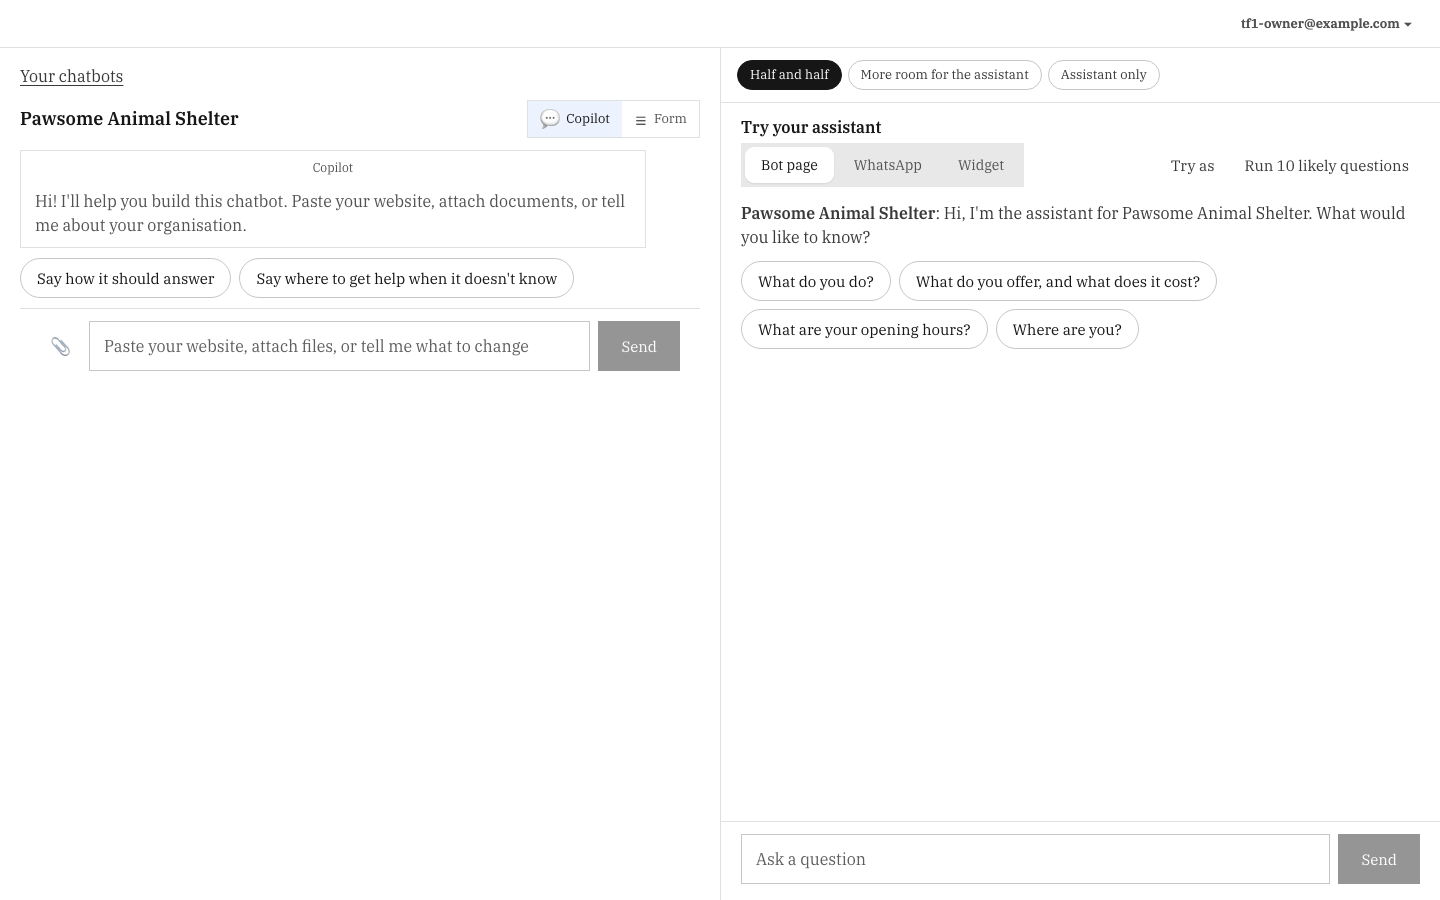 tf1-owner@example.com
Your chatbots
Pawsome Animal Shelter
Copilot
Form
Copilot
Hi! I'll help you build this chatbot. Paste your website, attach documents, or tell
me about your organisation.
Say how it should answer
Say where to get help when it doesn't know
Paste your website, attach files, or tell me what to change
Send
Half and half
More room for the assistant
Assistant only
Try your assistant
Bot page
WhatsApp
Widget
Try as
Run 10 likely questions
Pawsome Animal Shelter: Hi, I'm the assistant for Pawsome Animal Shelter. What would
you like to know?
What do you do?
What do you offer, and what does it cost?
What are your opening hours?
Where are you?
Ask a question
Send